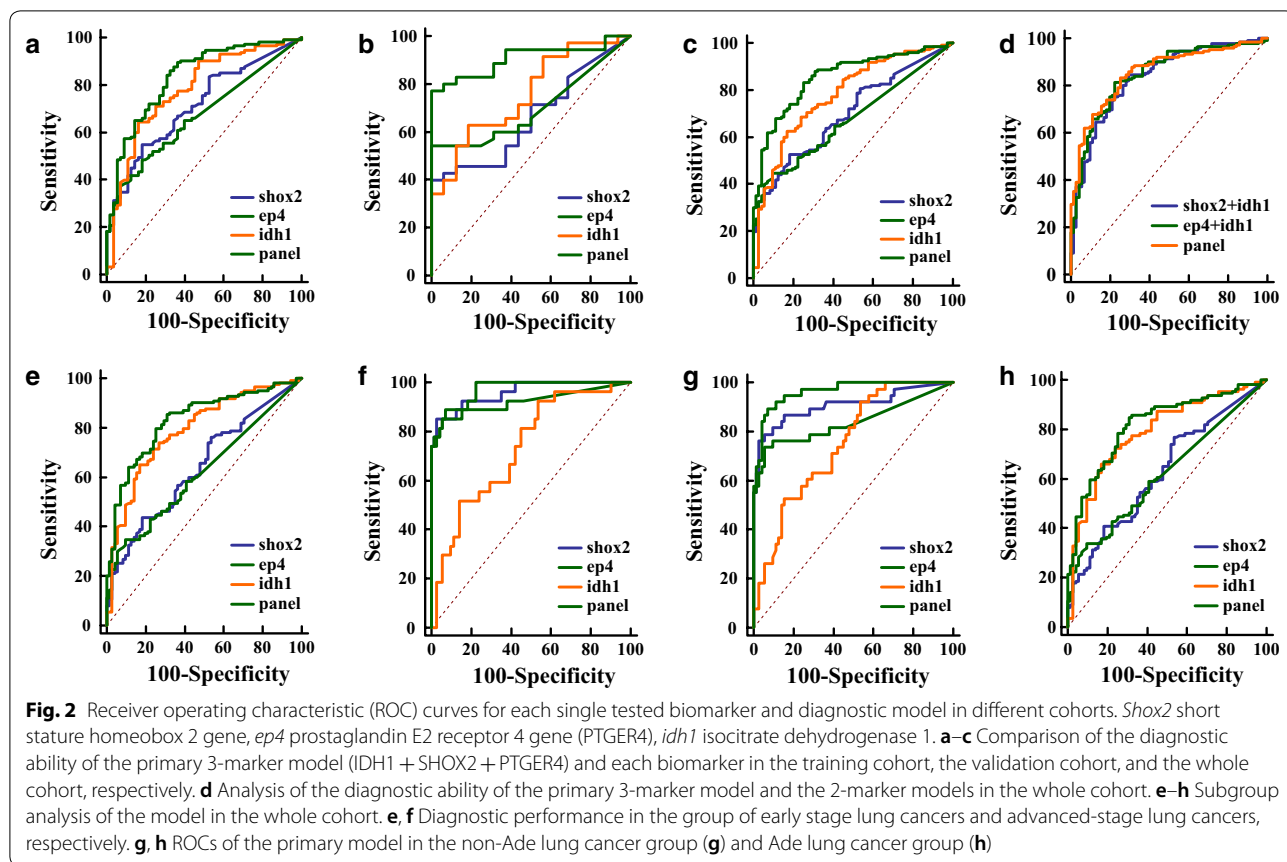 a
100
80
60
40
20
0
Sensitivity
shox2
ep4
idh1
panel
0 20 40 60 80 100
100-Specificity
b
100
80
60
40
20
0
Sensitivity
shox2
ep4
idh1
panel
0 20 40 60 80 100
100-Specificity
c
100
80
60
40
20
0
Sensitivity
shox2
ep4
idh1
panel
0 20 40 60 80 100
100-Specificity
d
100
80
60
40
20
0
Sensitivity
shox2+idh1
ep4+idh1
panel
0 20 40 60 80 100
100-Specificity
e
100
80
60
40
20
0
Sensitivity
shox2
ep4
idh1
panel
0 20 40 60 80 100
100-Specificity
f
100
80
60
40
20
0
Sensitivity
shox2
ep4
idh1
panel
0 20 40 60 80 100
100-Specificity
g
100
80
60
40
20
0
Sensitivity
shox2
ep4
idh1
panel
0 20 40 60 80 100
100-Specificity
h
100
80
60
40
20
0
Sensitivity
shox2
ep4
idh1
panel
0 20 40 60 80 100
100-Specificity
Fig. 2 Receiver operating characteristic (ROC) curves for each single tested biomarker and diagnostic model in different cohorts. Shox2 short
stature homeobox 2 gene, ep4 prostaglandin E2 receptor 4 gene (PTGER4), idh1 isocitrate dehydrogenase 1. a–c Comparison of the diagnostic
ability of the primary 3-marker model (IDH1 + SHOX2 + PTGER4) and each biomarker in the training cohort, the validation cohort, and the whole
cohort, respectively. d Analysis of the diagnostic ability of the primary 3-marker model and the 2-marker models in the whole cohort. e–h Subgroup
analysis of the model in the whole cohort. e, f Diagnostic performance in the group of early stage lung cancers and advanced-stage lung cancers,
respectively. g, h ROCs of the primary model in the non-Ade lung cancer group (g) and Ade lung cancer group (h)